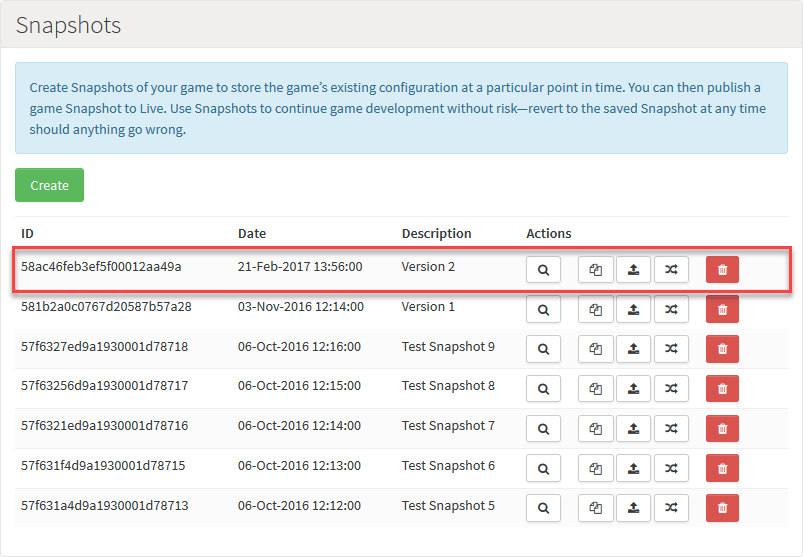 Snapshots
Create Snapshots of your game to store the game’s existing configuration at a particular point in time. You can then publish a
game Snapshot to Live. Use Snapshots to continue game development without risk—revert to the saved Snapshot at any time
should anything go wrong.
Create
ID Date Description Actions
58ac46feb3ef5f00012aa49a 21-Feb-2017 13:56:00 Version 2
581b2a0c0767d20587b57a28 03-Nov-2016 12:14:00 Version 1
57f6327ed9a1930001d78718 06-Oct-2016 12:16:00 Test Snapshot 9
57f63256d9a1930001d78717 06-Oct-2016 12:15:00 Test Snapshot 8
57f6321ed9a1930001d78716 06-Oct-2016 12:14:00 Test Snapshot 7
57f631f4d9a1930001d78715 06-Oct-2016 12:13:00 Test Snapshot 6
57f631a4d9a1930001d78713 06-Oct-2016 12:12:00 Test Snapshot 5